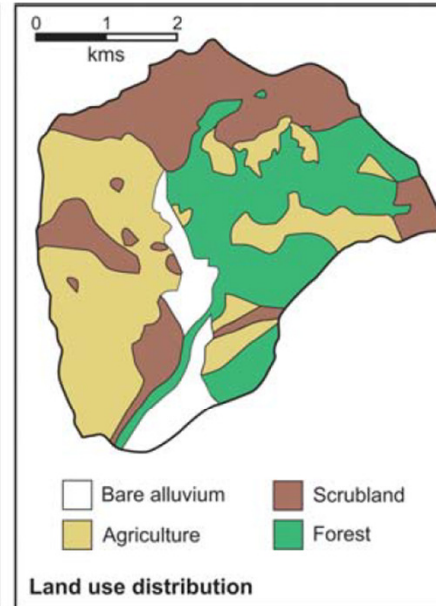 0 1 2
kms
Bare alluvium
Scrubland
Agriculture
Forest
Land use distribution